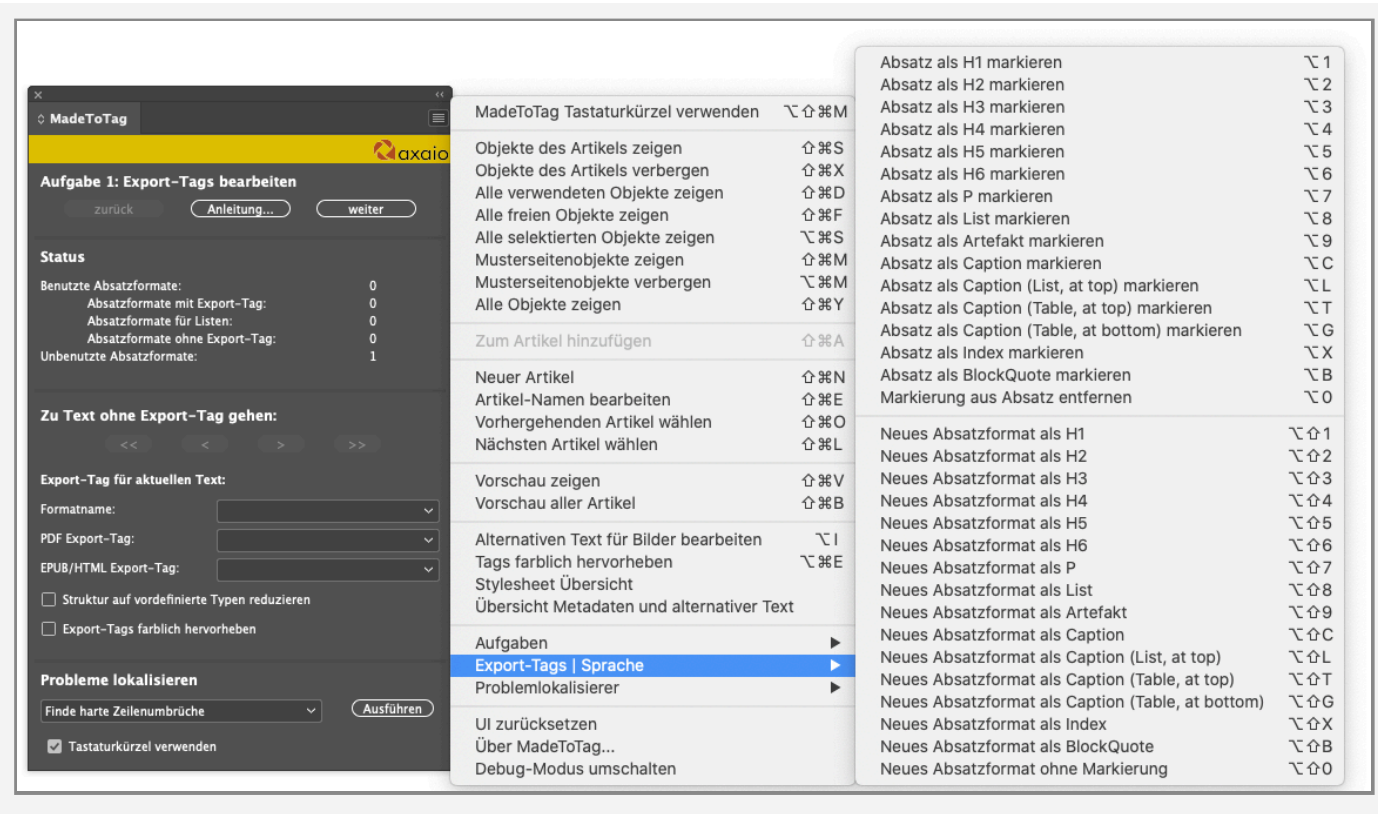 MadeToTag
axaio
Aufgabe 1: Export-Tags bearbeiten
zurück Anleitung... weiter
Status
Benutzte Absatzformate: 0
Absatzformate mit Export-Tag: 0
Absatzformate für Listen: 0
Absatzformate ohne Export-Tag: 0
Unbenutzte Absatzformate: 1
Zu Text ohne Export-Tag gehen:
<< < > >>
Export-Tag für aktuellen Text:
Formatname:
PDF Export-Tag:
EPUB/HTML Export-Tag:
Struktur auf vordefinierte Typen reduzieren
Export-Tags farblich hervorheben
Probleme lokalisieren
Finde harte Zeilenumbrüche Ausführen
Tastaturkürzel verwenden
MadeToTag Tastaturkürzel verwenden ⌥⇧⌘M
Objekte des Artikels zeigen ⇧⌘S
Objekte des Artikels verbergen ⇧⌘X
Alle verwendeten Objekte zeigen ⇧⌘D
Alle freien Objekte zeigen ⇧⌘F
Alle selektierten Objekte zeigen ⌥⌘S
Musterseitenobjekte zeigen ⇧⌘M
Musterseitenobjekte verbergen ⌥⌘M
Alle Objekte zeigen ⇧⌘Y
Zum Artikel hinzufügen ⇧⌘A
Neuer Artikel ⇧⌘N
Artikel-Namen bearbeiten ⇧⌘E
Vorhergehenden Artikel wählen ⇧⌘O
Nächsten Artikel wählen ⇧⌘L
Vorschau zeigen ⇧⌘V
Vorschau aller Artikel ⇧⌘B
Alternativen Text für Bilder bearbeiten ⌥I
Tags farblich hervorheben ⌥⌘E
Stylesheet Übersicht
Übersicht Metadaten und alternativer Text
Aufgaben ▶
Export-Tags | Sprache ▶
Problemlokalisierer ▶
UI zurücksetzen
Über MadeToTag...
Debug-Modus umschalten
Absatz als H1 markieren ⌥1
Absatz als H2 markieren ⌥2
Absatz als H3 markieren ⌥3
Absatz als H4 markieren ⌥4
Absatz als H5 markieren ⌥5
Absatz als H6 markieren ⌥6
Absatz als P markieren ⌥7
Absatz als List markieren ⌥8
Absatz als Artefakt markieren ⌥9
Absatz als Caption markieren ⌥C
Absatz als Caption (List, at top) markieren ⌥L
Absatz als Caption (Table, at top) markieren ⌥T
Absatz als Caption (Table, at bottom) markieren ⌥G
Absatz als Index markieren ⌥X
Absatz als BlockQuote markieren ⌥B
Markierung aus Absatz entfernen ⌥0
Neues Absatzformat als H1 ⌥⇧1
Neues Absatzformat als H2 ⌥⇧2
Neues Absatzformat als H3 ⌥⇧3
Neues Absatzformat als H4 ⌥⇧4
Neues Absatzformat als H5 ⌥⇧5
Neues Absatzformat als H6 ⌥⇧6
Neues Absatzformat als P ⌥⇧7
Neues Absatzformat als List ⌥⇧8
Neues Absatzformat als Artefakt ⌥⇧9
Neues Absatzformat als Caption ⌥⇧C
Neues Absatzformat als Caption (List, at top) ⌥⇧L
Neues Absatzformat als Caption (Table, at top) ⌥⇧T
Neues Absatzformat als Caption (Table, at bottom) ⌥⇧G
Neues Absatzformat als Index ⌥⇧X
Neues Absatzformat als BlockQuote ⌥⇧B
Neues Absatzformat ohne Markierung ⌥⇧0